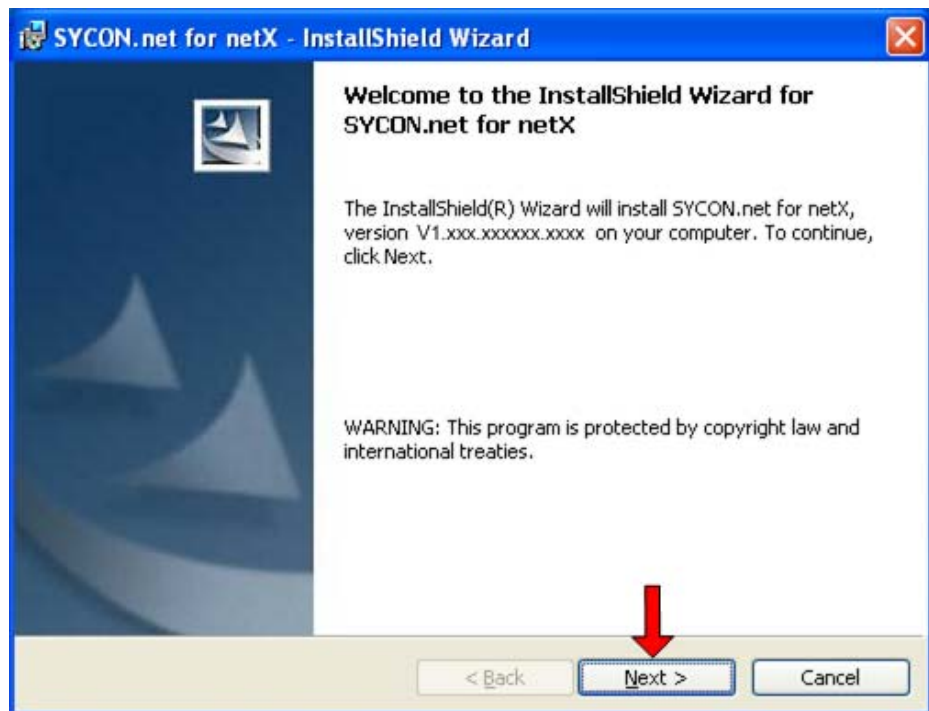 SYCON.net for netX - InstallShield Wizard
Welcome to the InstallShield Wizard for
SYCON.net for netX
The InstallShield(R) Wizard will install SYCON.net for netX,
version V1.xxx.xxxxxx.xxxx on your computer. To continue,
click Next.
WARNING: This program is protected by copyright law and
international treaties.
< Back Next > Cancel